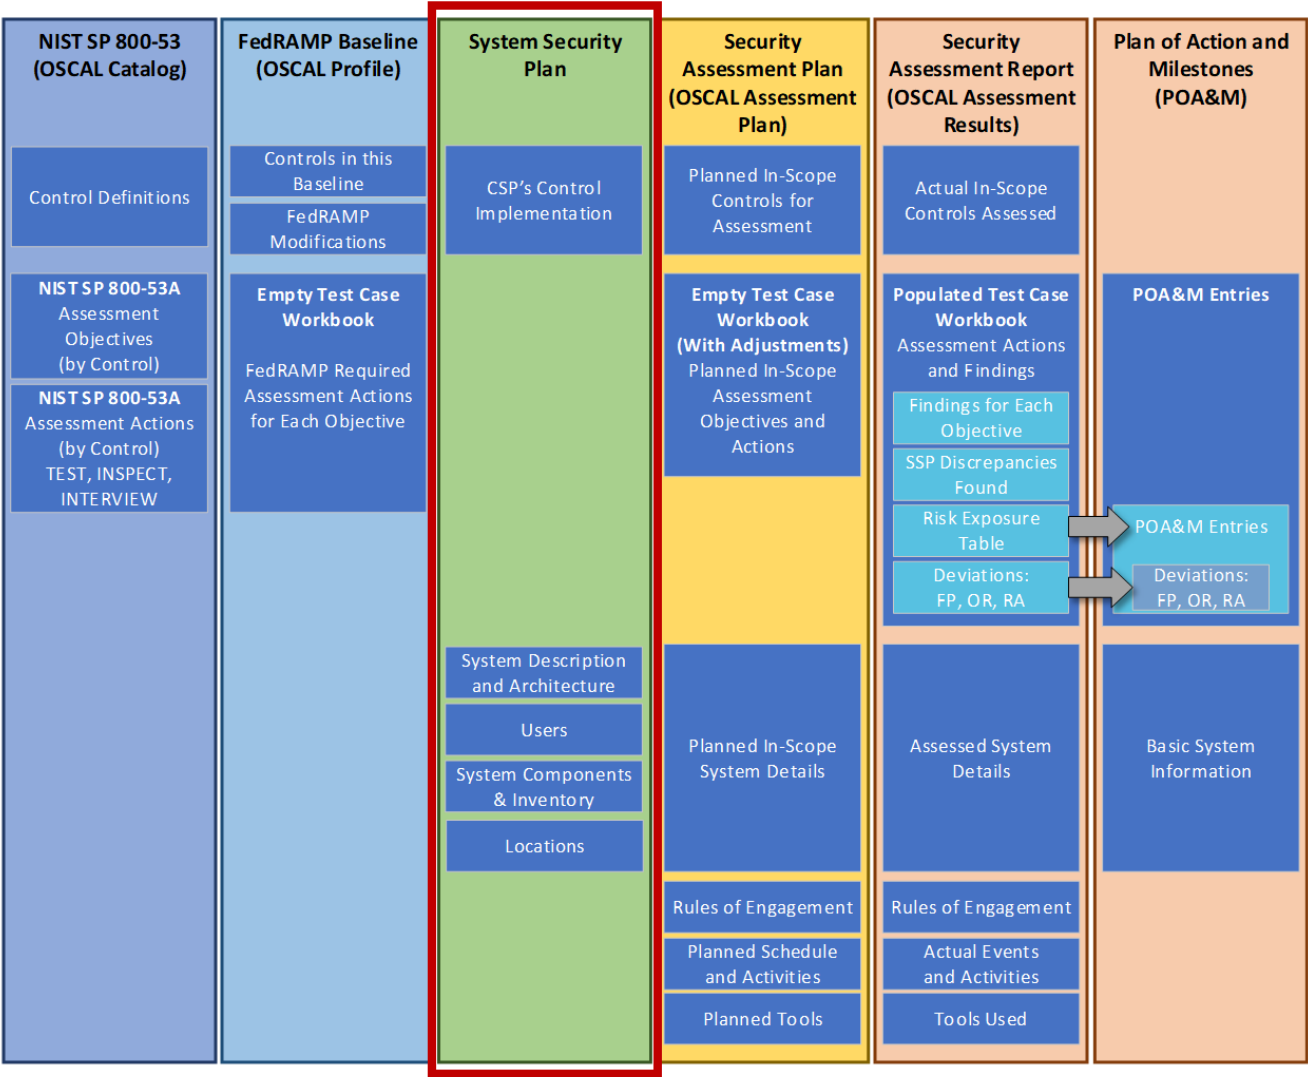 NIST SP 800-53
(OSCAL Catalog)
Control Definitions
NIST SP 800-53A
Assessment
Objectives
(by Control)
NIST SP 800-53A
Assessment Actions
(by Control)
TEST, INSPECT,
INTERVIEW
FedRAMP Baseline
(OSCAL Profile)
Controls in this
Baseline
FedRAMP
Modifications
Empty Test Case
Workbook
FedRAMP Required
Assessment Actions
for Each Objective
System Security
Plan
CSP's Control
Implementation
System Description
and Architecture
Users
System Components
& Inventory
Locations
Security
Assessment Plan
(OSCAL Assessment
Plan)
Planned In-Scope
Controls for
Assessment
Empty Test Case
Workbook
(With Adjustments)
Planned In-Scope
Assessment
Objectives and
Actions
Planned In-Scope
System Details
Rules of Engagement
Planned Schedule
and Activities
Planned Tools
Security
Assessment Report
(OSCAL Assessment
Results)
Actual In-Scope
Controls Assessed
Populated Test Case
Workbook
Assessment Actions
and Findings
Findings for Each
Objective
SSP Discrepancies
Found
Risk Exposure
Table
Deviations:
FP, OR, RA
Assessed System
Details
Rules of Engagement
Actual Events
and Activities
Tools Used
Plan of Action and
Milestones
(POA&M)
POA&M Entries
POA&M Entries
Deviations:
FP, OR, RA
Basic System
Information